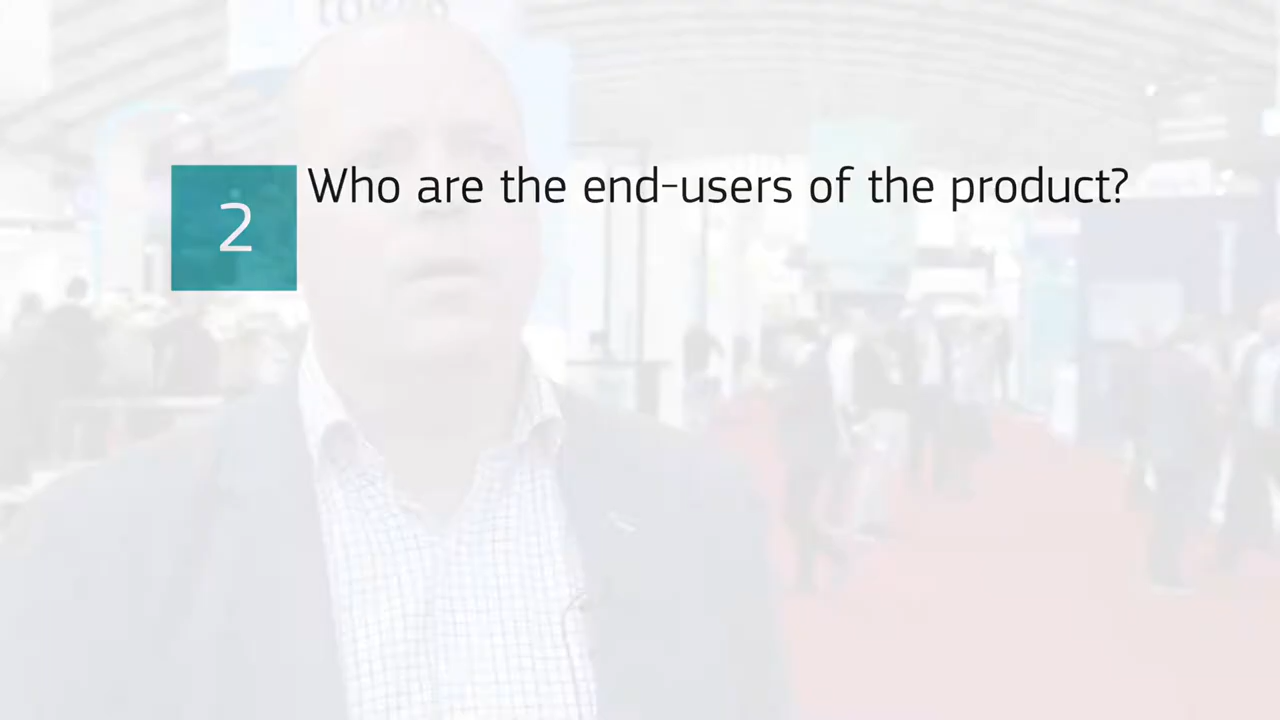 2
Who are the end-users of the product?